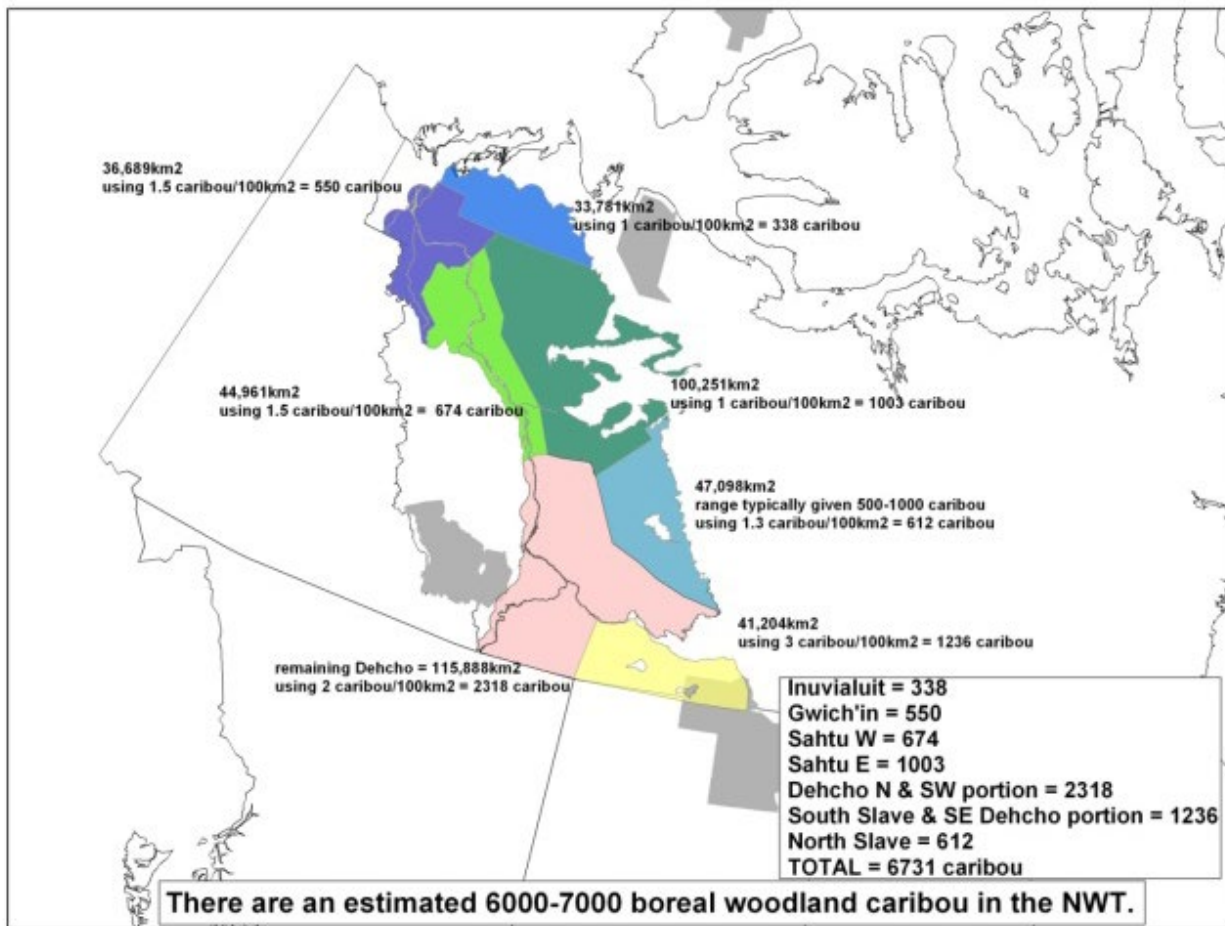 36,689km2
using 1.5 caribou/100km2 = 550 caribou
33,781km2
using 1 caribou/100km2 = 338 caribou
44,961km2
using 1.5 caribou/100km2 = 674 caribou
100,251km2
using 1 caribou/100km2 = 1003 caribou
47,098km2
range typically given 500-1000 caribou
using 1.3 caribou/100km2 = 612 caribou
41,204km2
using 3 caribou/100km2 = 1236 caribou
remaining Dehcho = 115,888km2
using 2 caribou/100km2 = 2318 caribou
Inuvialuit = 338
Gwich'in = 550
Sahtu W = 674
Sahtu E = 1003
Dehcho N & SW portion = 2318
South Slave & SE Dehcho portion = 1236
North Slave = 612
TOTAL = 6731 caribou
There are an estimated 6000-7000 boreal woodland caribou in the NWT.